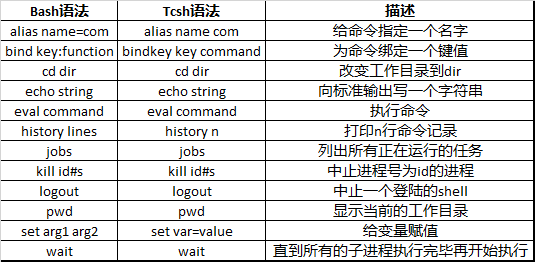 Bash语法 Tcsh语法 描述
alias name=com alias name com 给命令指定一个名字
bind key:function bindkey key command 为命令绑定一个键值
cd dir cd dir 改变工作目录到dir
echo string echo string 向标准输出写一个字符串
eval command eval command 执行命令
history lines history n 打印n行命令记录
jobs jobs 列出所有正在运行的任务
kill id#s kill id#s 中止进程号为id的进程
logout logout 中止一个登陆的shell
pwd pwd 显示当前的工作目录
set arg1 arg2 set var=value 给变量赋值
wait wait 直到所有的子进程执行完毕再开始执行